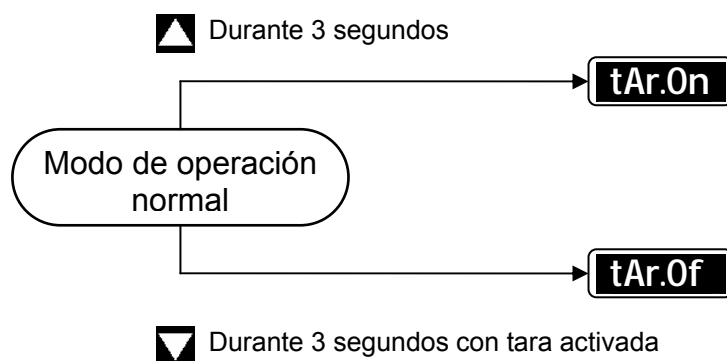 Durante 3 segundos
tAr.On
Modo de operación
normal
tAr.Of
Durante 3 segundos con tara activada